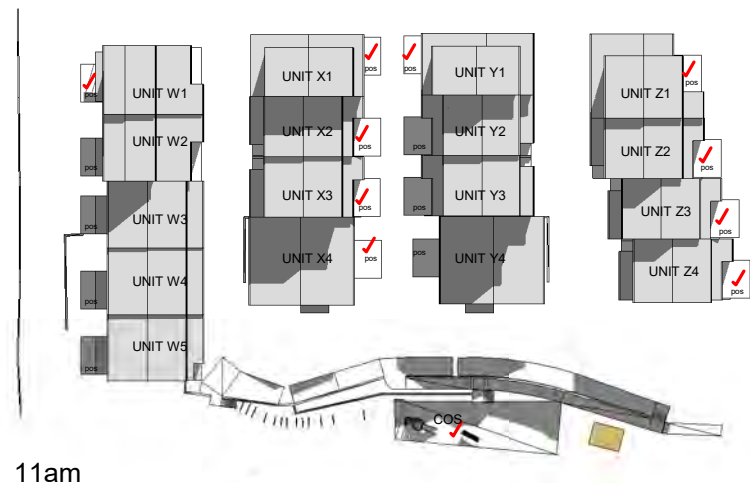 UNIT W1
pos
UNIT W2
pos
UNIT W3
pos
UNIT W4
pos
UNIT W5
pos
UNIT X1
pos
UNIT X2
pos
UNIT X3
pos
UNIT X4
pos
UNIT Y1
pos
UNIT Y2
pos
UNIT Y3
pos
UNIT Y4
pos
UNIT Z1
pos
UNIT Z2
pos
UNIT Z3
pos
UNIT Z4
pos
COS
11am